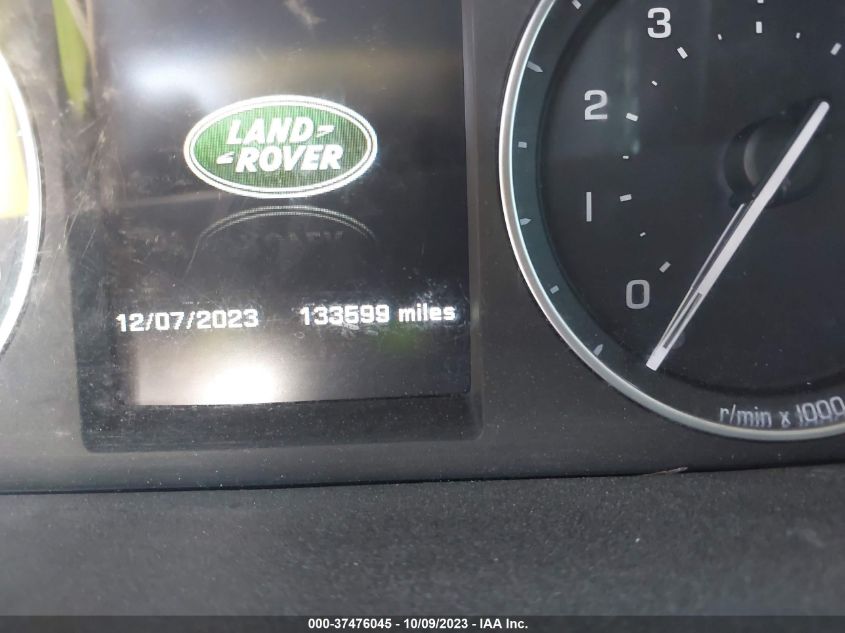 LAND
ROVER
12/07/2023 133599 miles
3
2
1
0
r/min x 1000
000-37476045 - 10/09/2023 - IAA Inc.